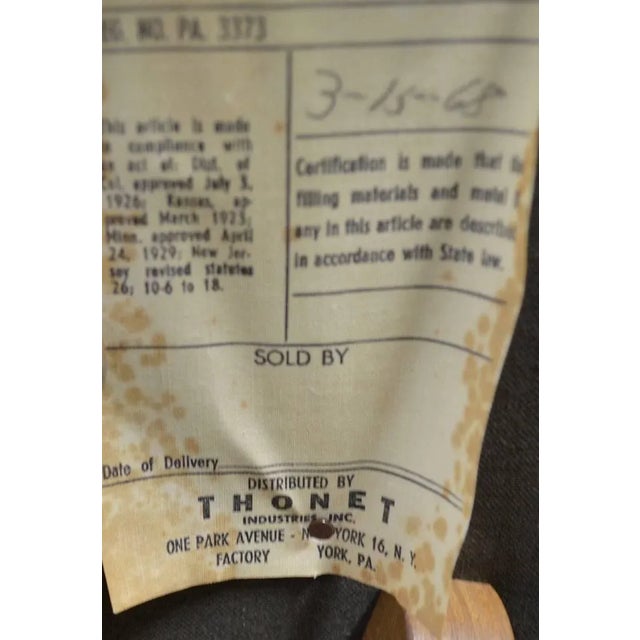 G. NO. PA. 3373
3-15-68
This article is made
in compliance with
an act of: Dist. of
Col. approved July 3,
1926; Kansas, ap-
proved March 1923;
Minn. approved April
24, 1929; New Jer-
sey revised statutes
26; 10-6 to 18.
Certification is made that
filling materials and metal
any in this article are described
in accordance with State law.
SOLD BY
Date of Delivery
DISTRIBUTED BY
THONET
INDUSTRIES, INC.
ONE PARK AVENUE - NEW YORK 16, N. Y.
FACTORY YORK, PA.